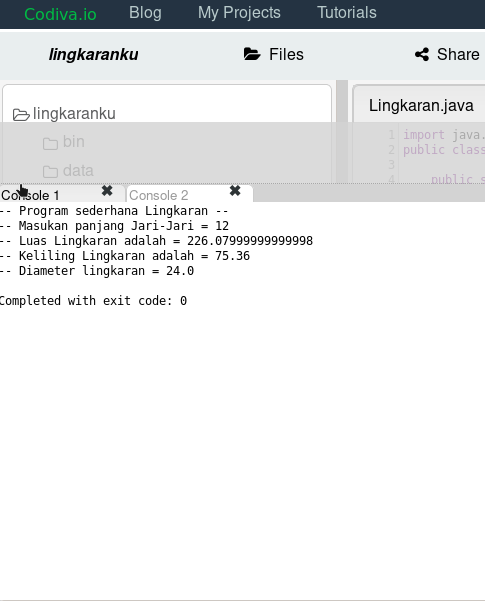 Codiva.io Blog My Projects Tutorials
lingkaranku Files Share
lingkaranku
bin
data
Lingkaran.java
1 import java.
2 public class
3
4 public s
Console 1 Console 2
-- Program sederhana Lingkaran --
-- Masukan panjang Jari-Jari = 12
-- Luas Lingkaran adalah = 226.07999999999998
-- Keliling Lingkaran adalah = 75.36
-- Diameter lingkaran = 24.0
Completed with exit code: 0